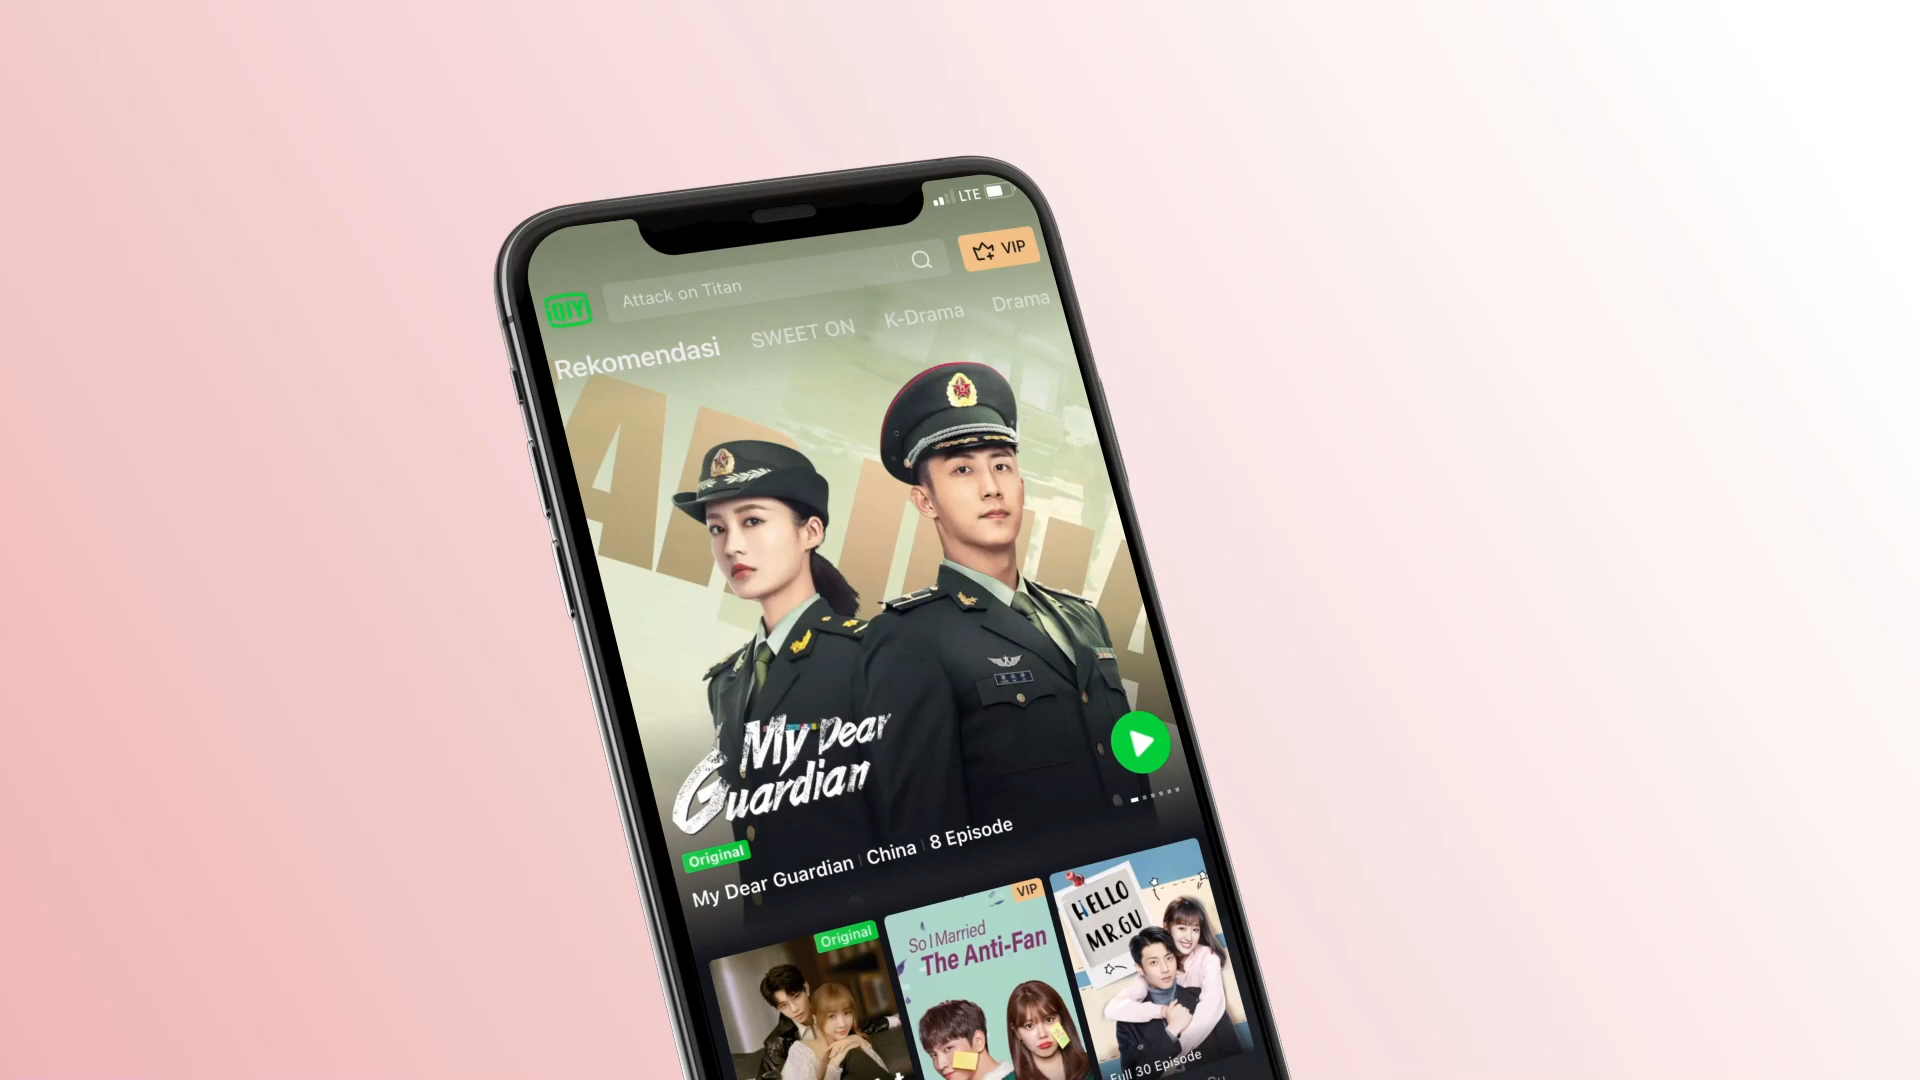 LTE
QIY
Attack on Titan
VIP
Rekomendasi
SWEET ON
K-Drama
Drama
My Dear
Guardian
Original
My Dear Guardian | China | 8 Episode
Original
VIP
So I Married
The Anti-Fan
HELLO
MR.GU
Full 30 Episode